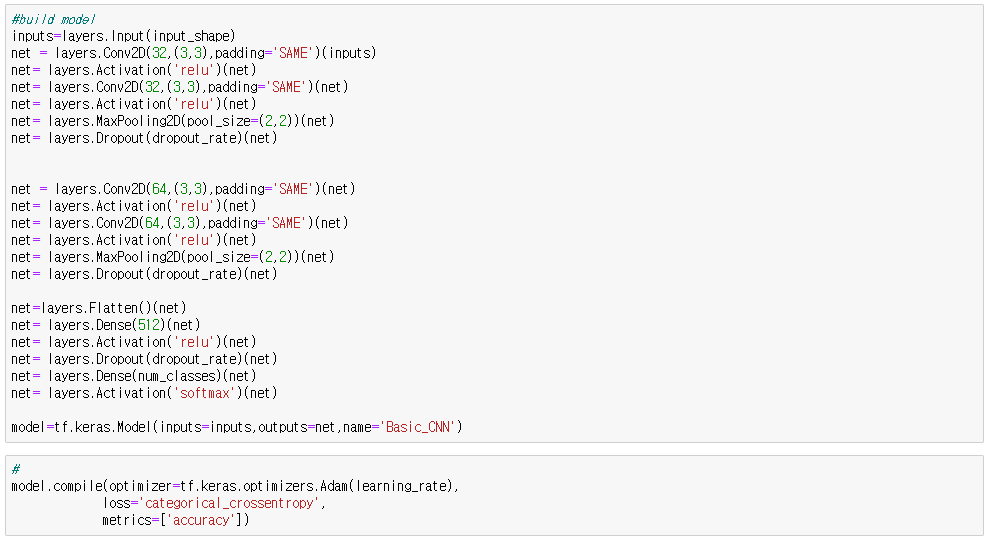 #build model
inputs=layers.Input(input_shape)
net = layers.Conv2D(32,(3,3),padding='SAME')(inputs)
net= layers.Activation('relu')(net)
net= layers.Conv2D(32,(3,3),padding='SAME')(net)
net= layers.Activation('relu')(net)
net= layers.MaxPooling2D(pool_size=(2,2))(net)
net= layers.Dropout(dropout_rate)(net)
net = layers.Conv2D(64,(3,3),padding='SAME')(net)
net= layers.Activation('relu')(net)
net= layers.Conv2D(64,(3,3),padding='SAME')(net)
net= layers.Activation('relu')(net)
net= layers.MaxPooling2D(pool_size=(2,2))(net)
net= layers.Dropout(dropout_rate)(net)
net=layers.Flatten()(net)
net= layers.Dense(512)(net)
net= layers.Activation('relu')(net)
net= layers.Dropout(dropout_rate)(net)
net= layers.Dense(num_classes)(net)
net= layers.Activation('softmax')(net)
model=tf.keras.Model(inputs=inputs,outputs=net,name='Basic_CNN')
#
model.compile(optimizer=tf.keras.optimizers.Adam(learning_rate),
loss='categorical_crossentropy',
metrics=['accuracy'])